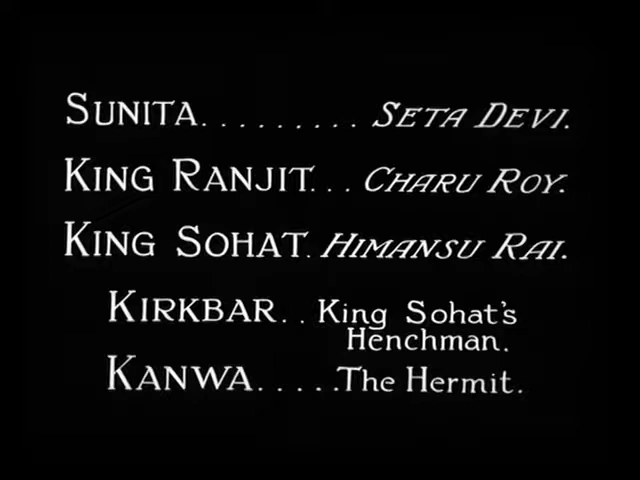 SUNITA.......... SETA DEVI.
KING RANJIT... CHARU ROY.
KING SOHAT. HIMANSU RAI.
KIRKBAR.. King Sohat's
Henchman.
KANWA.....The Hermit.